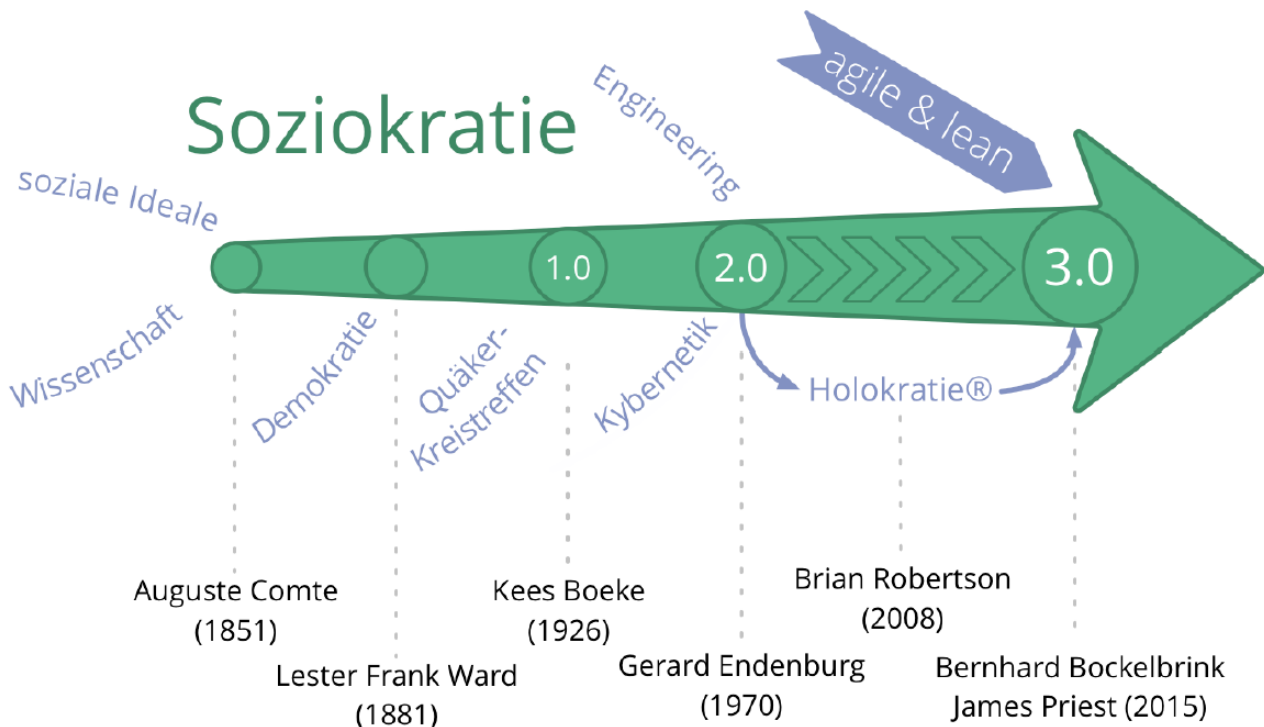 Soziokratie
soziale Ideale
Wissenschaft
Demokratie
Quäker-
Kreistreffen
Engineering
Kybernetik
agile & lean
1.0
2.0
3.0
Holokratie®
Auguste Comte
(1851)
Lester Frank Ward
(1881)
Kees Boeke
(1926)
Gerard Endenburg
(1970)
Brian Robertson
(2008)
Bernhard Bockelbrink
James Priest (2015)